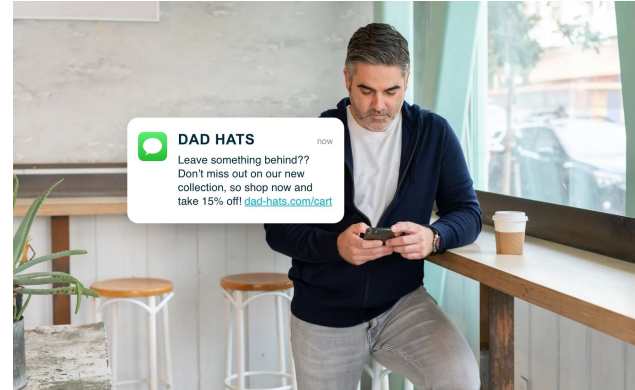 DAD HATS
now
Leave something behind??
Don't miss out on our new
collection, so shop now and
take 15% off! dad-hats.com/cart